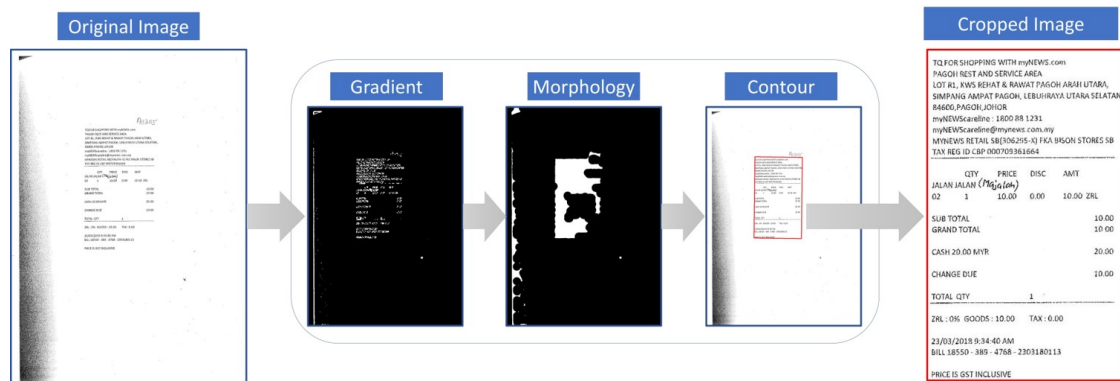 Original Image
Gradient
Morphology
Contour
Cropped Image
TQ FOR SHOPPING WITH myNEWS.com
PAGOH REST AND SERVICE AREA
LOT R1, KWS REHAT & RAWAT PAGOH ARAH UTARA,
SIMPANG AMPAT PAGOH, LEBUHRAYA UTARA SELATAN
84600,PAGOH,JOHOR
myNEWScareline : 1800 88 1231
myNEWScareline@mynews.com.my
MYNEWS RETAIL SB(306295-X) FKA BISON STORES SB
TAX REG ID CBP 000709361664
QTY PRICE DISC AMT
JALAN JALAN (Majalah)
02 1 10.00 0.00 10.00 ZRL
SUB TOTAL 10.00
GRAND TOTAL 10.00
CASH 20.00 MYR 20.00
CHANGE DUE 10.00
TOTAL QTY 1
ZRL : 0% GOODS : 10.00 TAX : 0.00
23/03/2018 9:34:40 AM
BILL 18550 - 389 - 4768 - 2303180113
PRICE IS GST INCLUSIVE